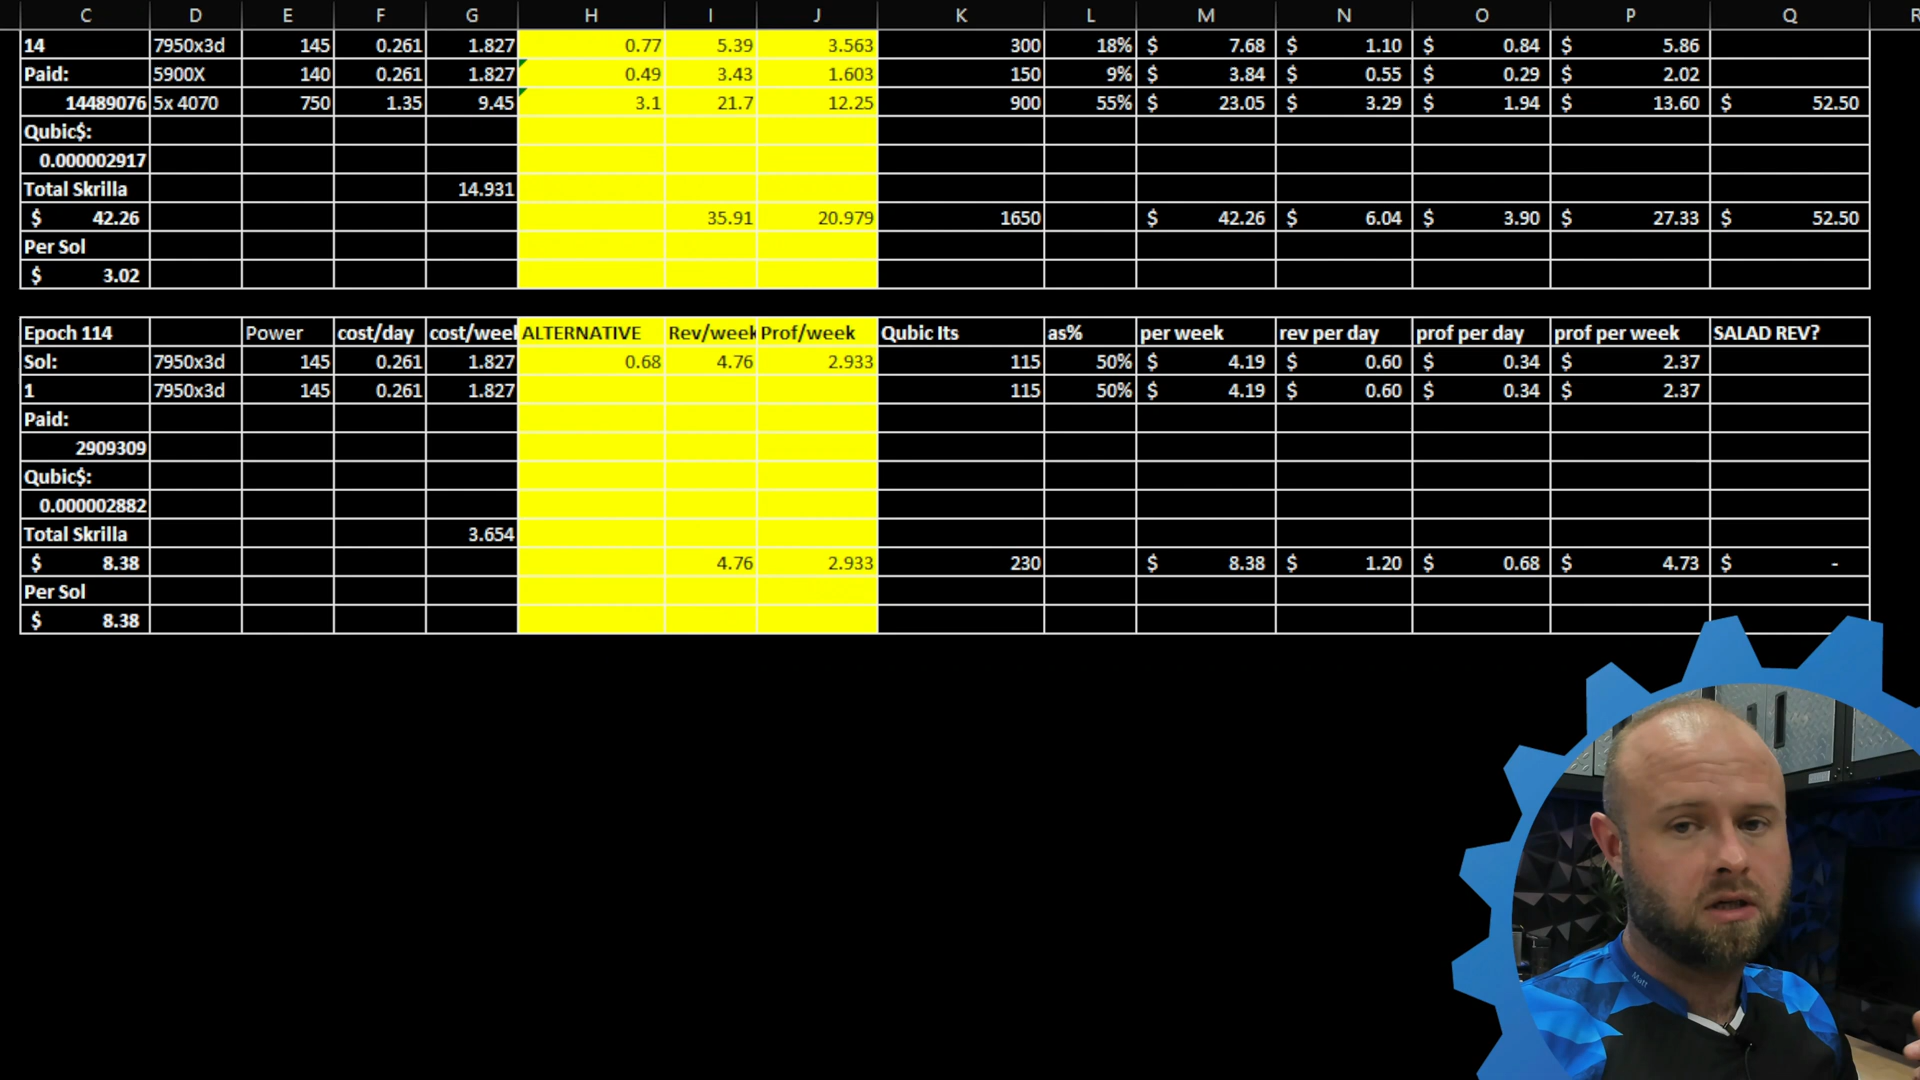 C D E F G H I J K L M N O P Q R
14 7950x3d 145 0.261 1.827 0.77 5.39 3.563 300 18% $ 7.68 $ 1.10 $ 0.84 $ 5.86
Paid: 5900X 140 0.261 1.827 0.49 3.43 1.603 150 9% $ 3.84 $ 0.55 $ 0.29 $ 2.02
14489076 5x 4070 750 1.35 9.45 3.1 21.7 12.25 900 55% $ 23.05 $ 3.29 $ 1.94 $ 13.60 $ 52.50
Qubic$:
0.000002917
Total Skrilla 14.931
$ 42.26 35.91 20.979 1650 $ 42.26 $ 6.04 $ 3.90 $ 27.33 $ 52.50
Per Sol
$ 3.02
Epoch 114 Power cost/day cost/weel ALTERNATIVE Rev/week Prof/week Qubic Its as% per week rev per day prof per day prof per week SALAD REV?
Sol: 7950x3d 145 0.261 1.827 0.68 4.76 2.933 115 50% $ 4.19 $ 0.60 $ 0.34 $ 2.37
1 7950x3d 145 0.261 1.827 115 50% $ 4.19 $ 0.60 $ 0.34 $ 2.37
Paid:
2909309
Qubic$:
0.000002882
Total Skrilla 3.654
$ 8.38 4.76 2.933 230 $ 8.38 $ 1.20 $ 0.68 $ 4.73 $ -
Per Sol
$ 8.38
Matt